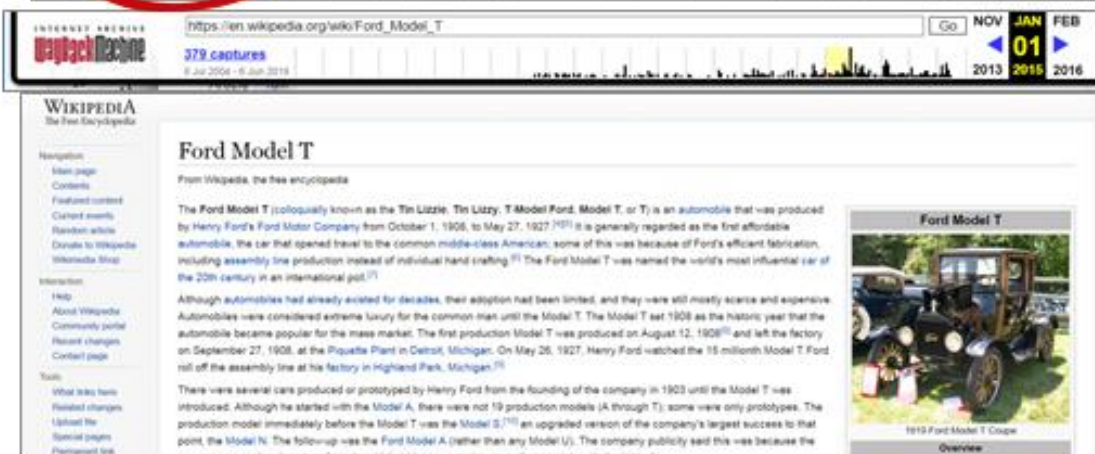 INTERNET ARCHIVE
WayBackMachine
https://en.wikipedia.org/wiki/Ford_Model_T
Go
NOV JAN FEB
01
2013 2015 2016
379 captures
WIKIPEDIA
The Free Encyclopedia
Navigation
Main page
Contents
Featured content
Current events
Random article
Donate to Wikipedia
Wikimedia Shop
Interaction
Help
About Wikipedia
Community portal
Recent changes
Contact page
Tools
What links here
Related changes
Upload file
Special pages
Permanent link
Ford Model T
From Wikipedia, the free encyclopedia
The Ford Model T (colloquially known as the Tin Lizzie, Tin Lizzy, T-Model Ford, Model T, or T) is an automobile that was produced
by Henry Ford's Ford Motor Company from October 1, 1908, to May 27, 1927. It is generally regarded as the first affordable
automobile, the car that opened travel to the common middle-class American; some of this was because of Ford's efficient fabrication,
including assembly line production instead of individual hand crafting. The Ford Model T was named the world's most influential car of
the 20th century in an international poll.
Although automobiles had already existed for decades, their adoption had been limited, and they were still mostly scarce and expensive.
Automobiles were considered extreme luxury for the common man until the Model T. The Model T set 1908 as the historic year that the
automobile became popular for the mass market. The first production Model T was produced on August 12, 1908 and left the factory
on September 27, 1908, at the Piquette Plant in Detroit, Michigan. On May 26, 1927, Henry Ford watched the 15 millionth Model T Ford
roll off the assembly line at his factory in Highland Park, Michigan.
There were several cars produced or prototyped by Henry Ford from the founding of the company in 1903 until the Model T was
introduced. Although he started with the Model A, there were not 19 production models (A through T); some were only prototypes. The
production model immediately before the Model T was the Model S, an upgraded version of the company's largest success to that
point, the Model N. The follow-up was the Ford Model A (rather than any Model U). The company publicity said this was because the
Ford Model T
1919 Ford Model T Coupe
Overview